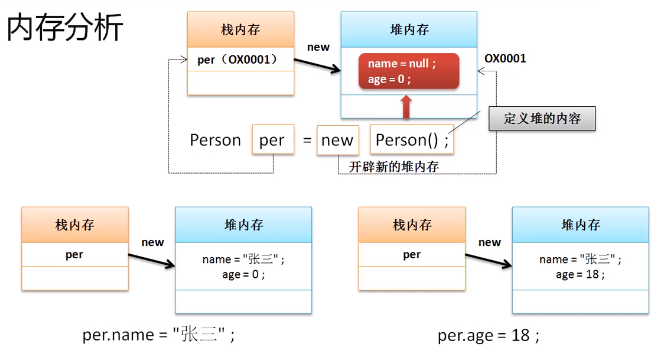 内存分析
栈内存
per（OX0001）
new
堆内存
name = null ;
age = 0 ;
OX0001
Person per = new Person() ;
定义堆的内容
开辟新的堆内存
栈内存
per
new
堆内存
name = "张三" ;
age = 0 ;
per.name = "张三" ;
栈内存
per
new
堆内存
name = "张三" ;
age = 18 ;
per.age = 18 ;